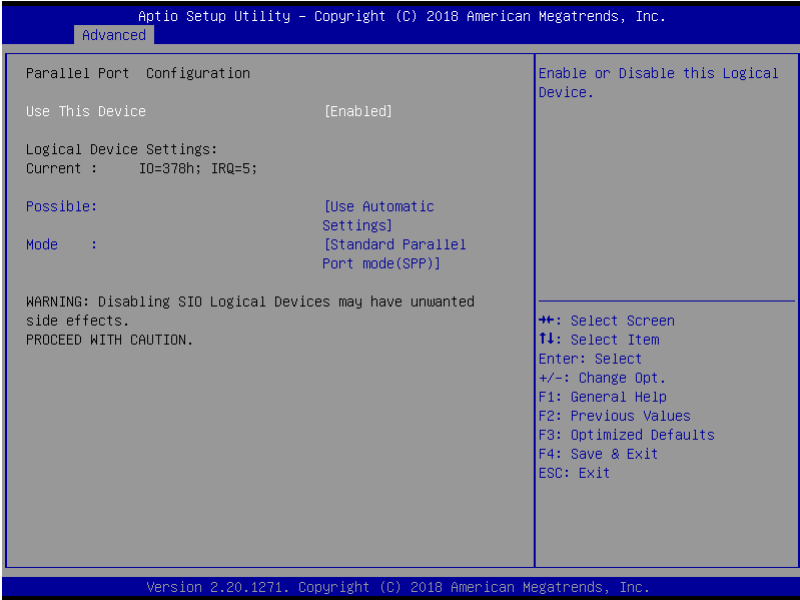 Aptio Setup Utility – Copyright (C) 2018 American Megatrends, Inc.
Advanced
Parallel Port  Configuration
Use This Device [Enabled]
Logical Device Settings:
Current :     IO=378h; IRQ=5;
Possible: [Use Automatic
Settings]
Mode    : [Standard Parallel
Port mode(SPP)]
WARNING: Disabling SIO Logical Devices may have unwanted
side effects.
PROCEED WITH CAUTION.
Enable or Disable this Logical
Device.
→←: Select Screen
↑↓: Select Item
Enter: Select
+/-: Change Opt.
F1: General Help
F2: Previous Values
F3: Optimized Defaults
F4: Save & Exit
ESC: Exit
Version 2.20.1271. Copyright (C) 2018 American Megatrends, Inc.